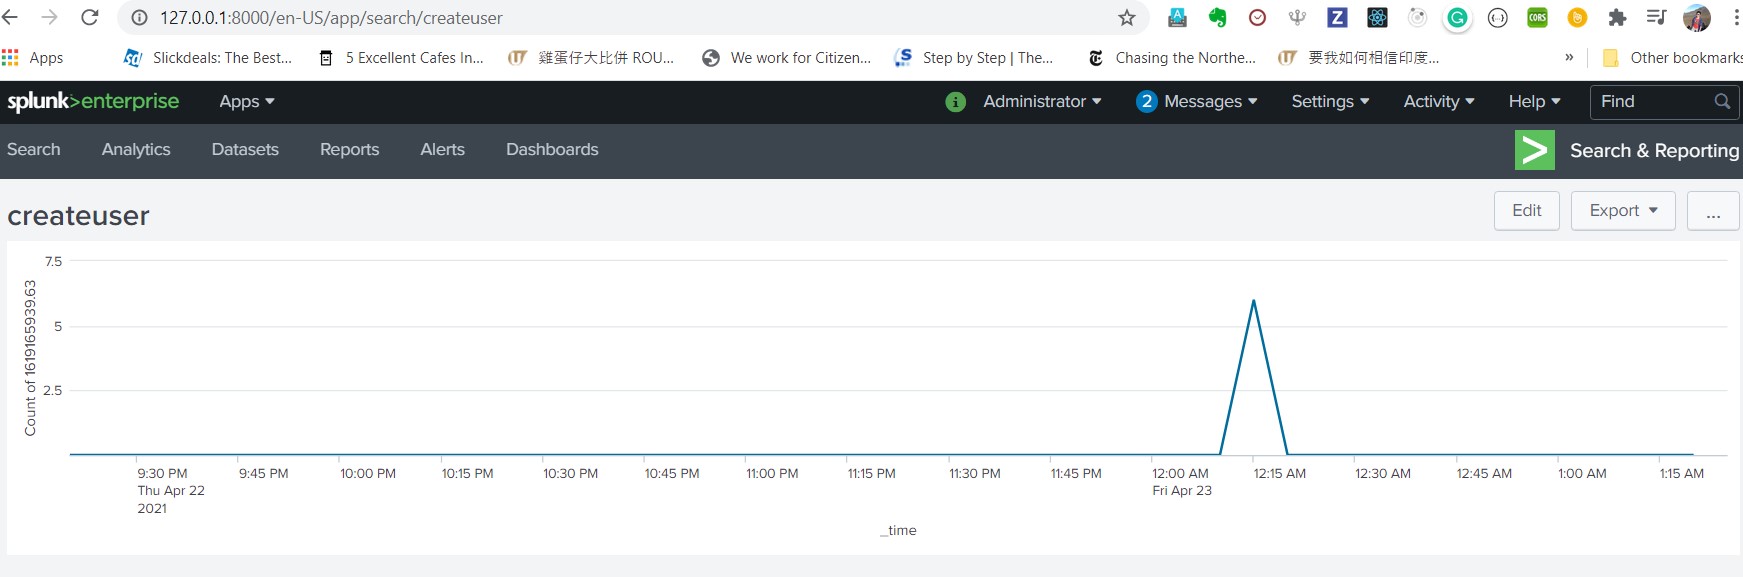 127.0.0.1:8000/en-US/app/search/createuser
Apps Slickdeals: The Best... 5 Excellent Cafes In... 雞蛋仔大比併 ROU... We work for Citizen... Step by Step | The... Chasing the Northe... 要我如何相信印度... » Other bookmarks
splunk>enterprise Apps Administrator 2 Messages Settings Activity Help Find
Search Analytics Datasets Reports Alerts Dashboards Search & Reporting
createuser Edit Export ...
7.5
5
2.5
Count of 1619165939.63
9:30 PM 9:45 PM 10:00 PM 10:15 PM 10:30 PM 10:45 PM 11:00 PM 11:15 PM 11:30 PM 11:45 PM 12:00 AM 12:15 AM 12:30 AM 12:45 AM 1:00 AM 1:15 AM
Thu Apr 22 Fri Apr 23
2021
_time